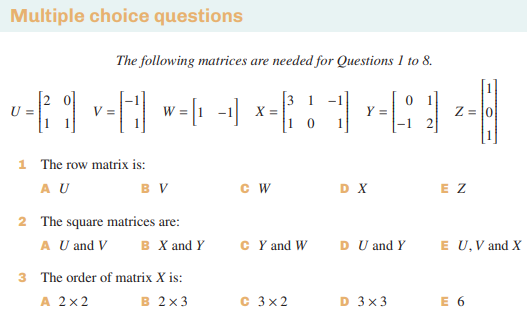 Multiple choice questions
The following matrices are needed for Questions 1 to 8.
U = [2 0; 1 1] V = [-1; 1] W = [1 -1] X = [3 1 -1; 1 0 1] Y = [0 1; -1 2] Z = [1; 0; 1]
1 The row matrix is:
A U B V C W D X E Z
2 The square matrices are:
A U and V B X and Y C Y and W D U and Y E U, V and X
3 The order of matrix X is:
A 2 × 2 B 2 × 3 C 3 × 2 D 3 × 3 E 6